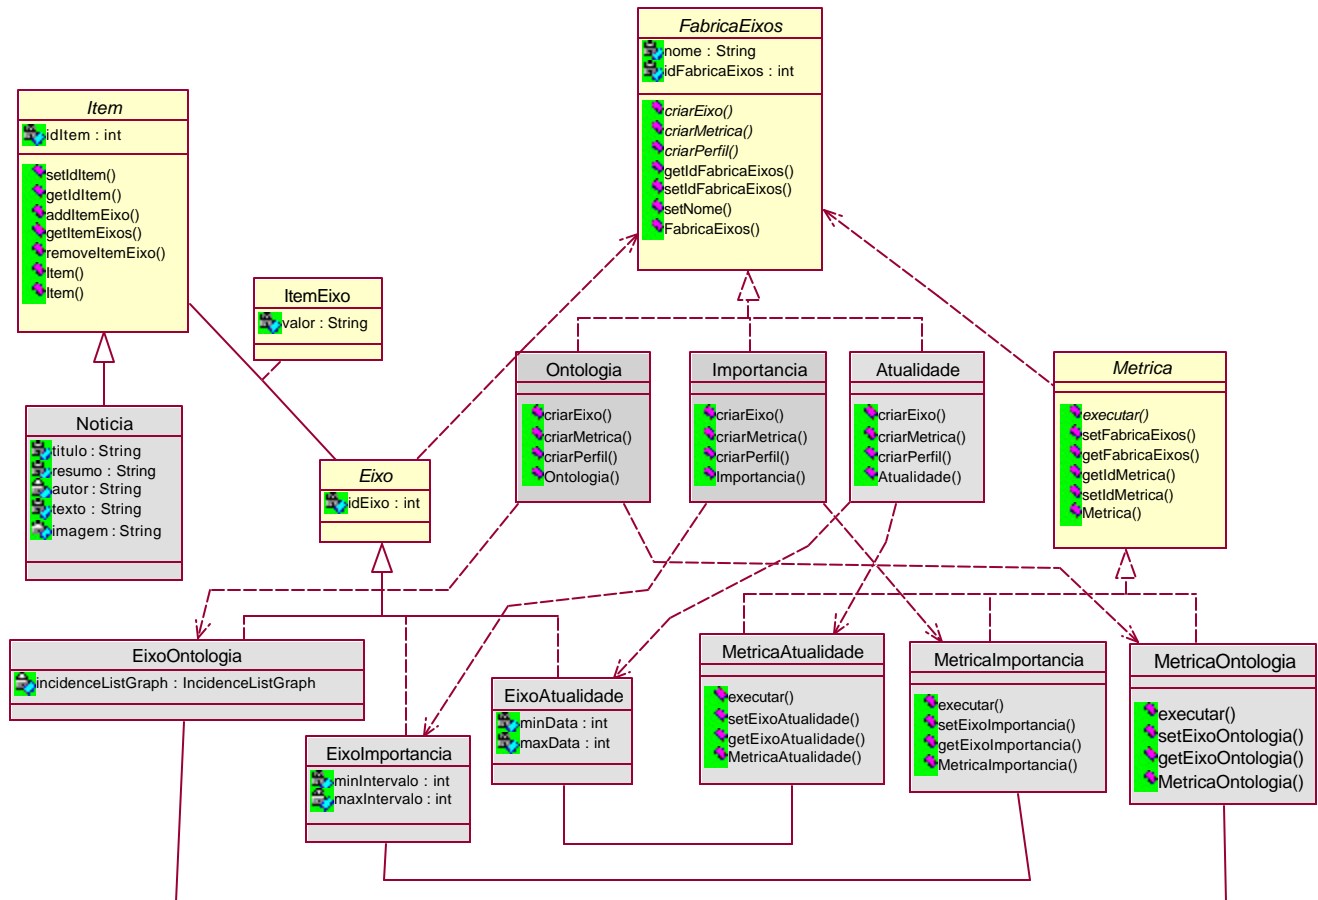 FabricaEixos
nome : String
idFabricaEixos : int
criarEixo()
criarMetrica()
criarPerfil()
getIdFabricaEixos()
setIdFabricaEixos()
setNome()
FabricaEixos()
Item
idItem : int
setIdItem()
getIdItem()
addItemEixo()
getItemEixos()
removeItemEixo()
Item()
Item()
ItemEixo
valor : String
Noticia
titulo : String
resumo : String
autor : String
texto : String
imagem : String
Eixo
idEixo : int
Ontologia
criarEixo()
criarMetrica()
criarPerfil()
Ontologia()
Importancia
criarEixo()
criarMetrica()
criarPerfil()
Importancia()
Atualidade
criarEixo()
criarMetrica()
criarPerfil()
Atualidade()
Metrica
executar()
setFabricaEixos()
getFabricaEixos()
getIdMetrica()
setIdMetrica()
Metrica()
EixoOntologia
incidenceListGraph : IncidenceListGraph
EixoImportancia
minIntervalo : int
maxIntervalo : int
EixoAtualidade
minData : int
maxData : int
MetricaAtualidade
executar()
setEixoAtualidade()
getEixoAtualidade()
MetricaAtualidade()
MetricaImportancia
executar()
setEixoImportancia()
getEixoImportancia()
MetricaImportancia()
MetricaOntologia
executar()
setEixoOntologia()
getEixoOntologia()
MetricaOntologia()